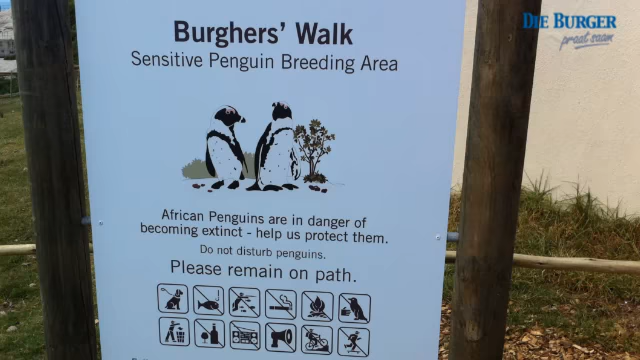 DIE BURGER
praat saam
Burghers' Walk
Sensitive Penguin Breeding Area
African Penguins are in danger of
becoming extinct - help us protect them.
Do not disturb penguins.
Please remain on path.